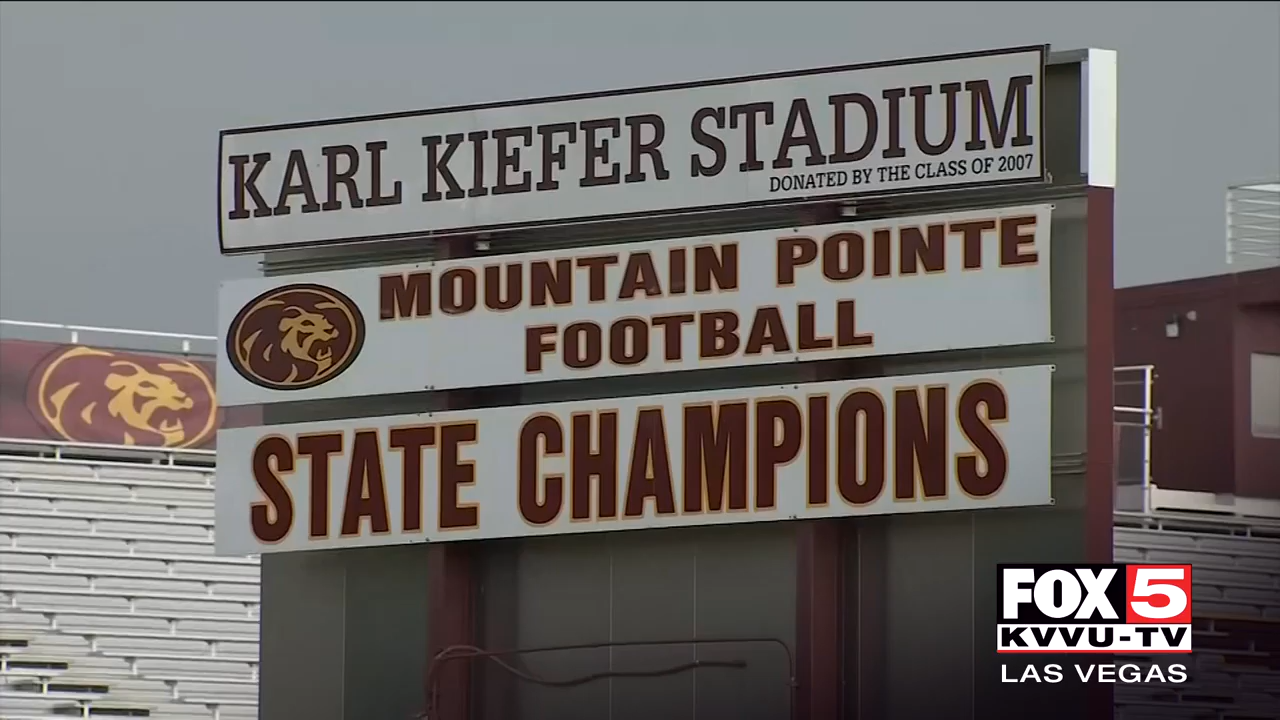 KARL KIEFER STADIUM
DONATED BY THE CLASS OF 2007
MOUNTAIN POINTE
FOOTBALL
STATE CHAMPIONS
FOX 5
KVVU-TV
LAS VEGAS